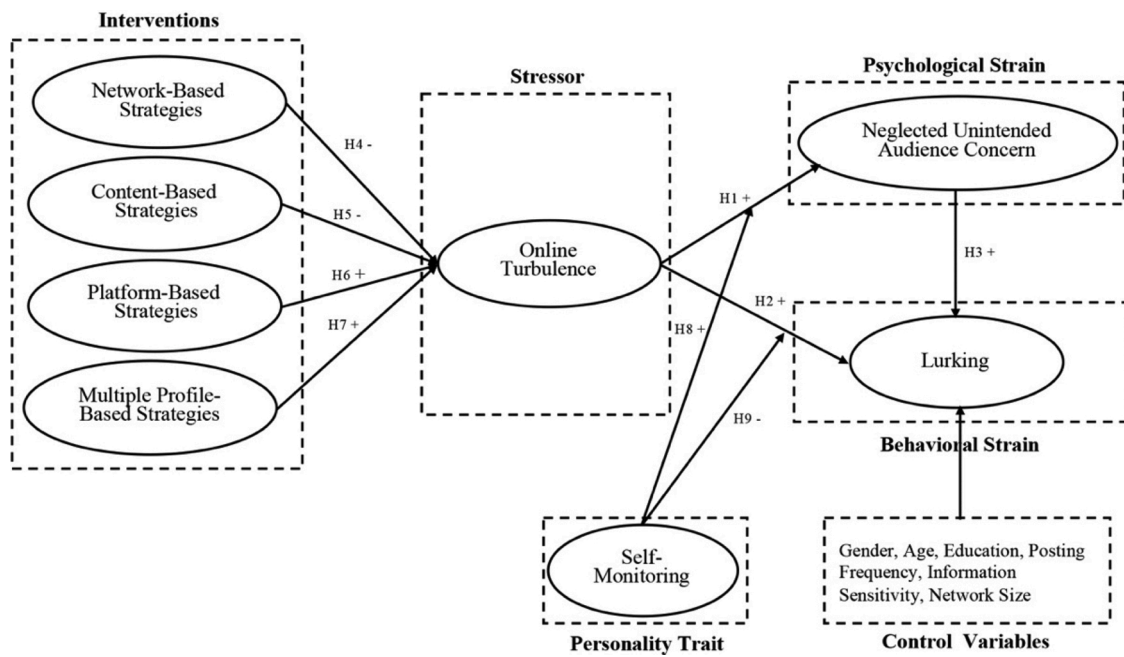 Interventions
Network-Based
Strategies
Content-Based
Strategies
Platform-Based
Strategies
Multiple Profile-
Based Strategies
H4 -
H5 -
H6 +
H7 +
Stressor
Online
Turbulence
H1 +
H2 +
H8 +
H9 -
Psychological Strain
Neglected Unintended
Audience Concern
H3 +
Lurking
Behavioral Strain
Self-
Monitoring
Personality Trait
Gender, Age, Education, Posting
Frequency, Information
Sensitivity, Network Size
Control Variables